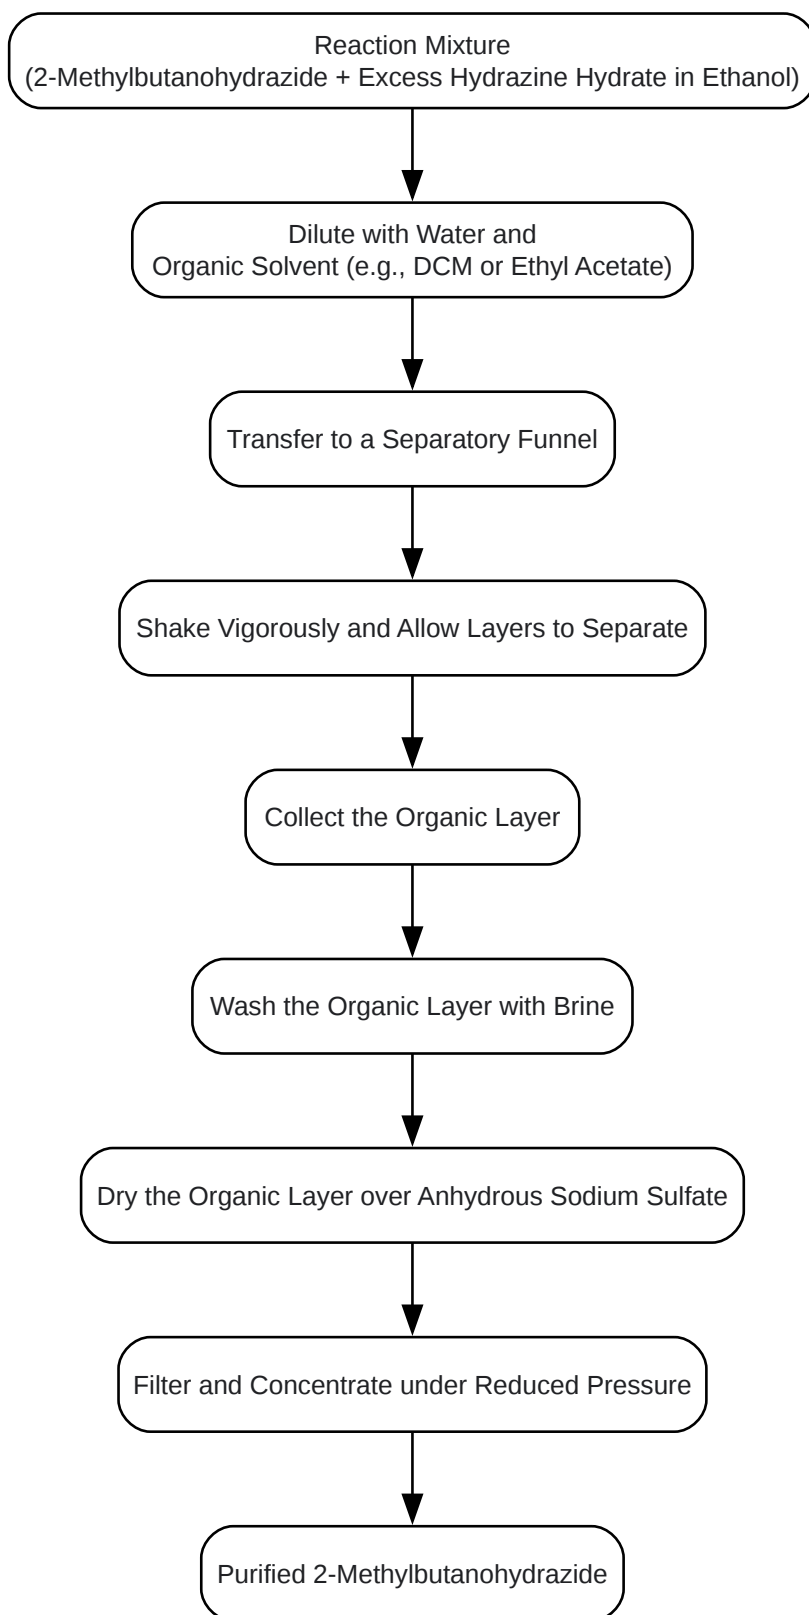 Reaction Mixture
(2-Methylbutanohydrazide + Excess Hydrazine Hydrate in Ethanol)
Dilute with Water and
Organic Solvent (e.g., DCM or Ethyl Acetate)
Transfer to a Separatory Funnel
Shake Vigorously and Allow Layers to Separate
Collect the Organic Layer
Wash the Organic Layer with Brine
Dry the Organic Layer over Anhydrous Sodium Sulfate
Filter and Concentrate under Reduced Pressure
Purified 2-Methylbutanohydrazide